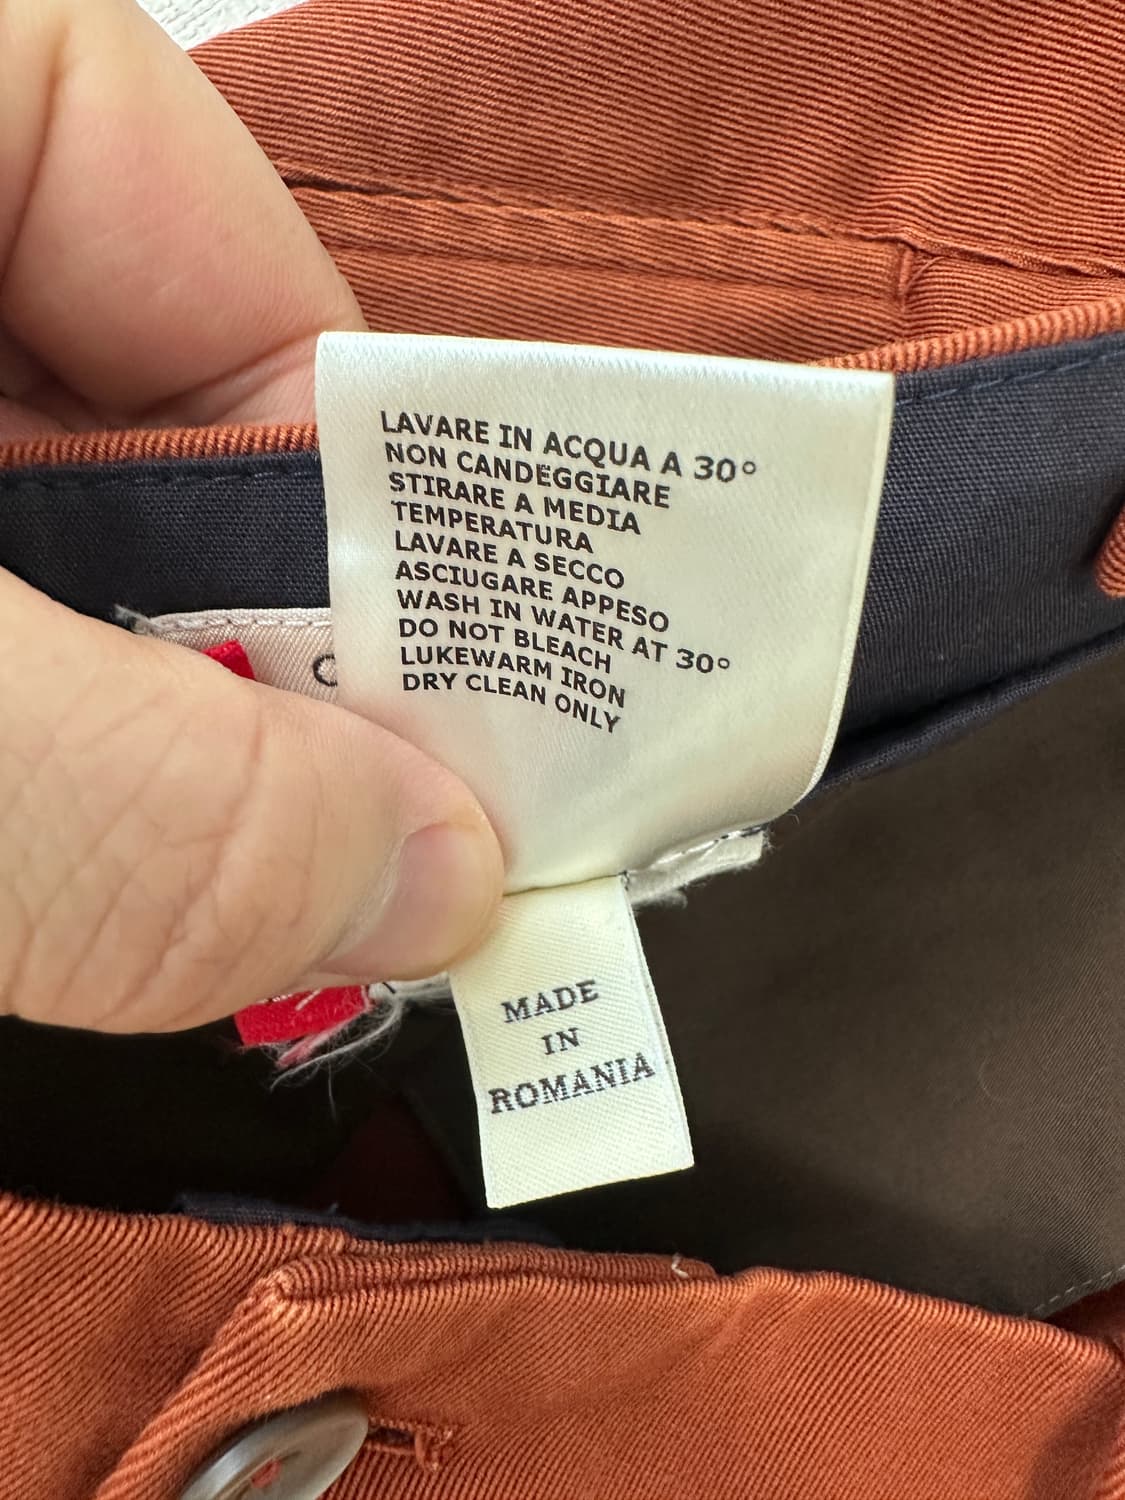 LAVARE IN ACQUA A 30°
NON CANDEGGIARE
STIRARE A MEDIA
TEMPERATURA
LAVARE A SECCO
ASCIUGARE APPESO
WASH IN WATER AT 30°
DO NOT BLEACH
LUKEWARM IRON
DRY CLEAN ONLY
MADE
IN
ROMANIA